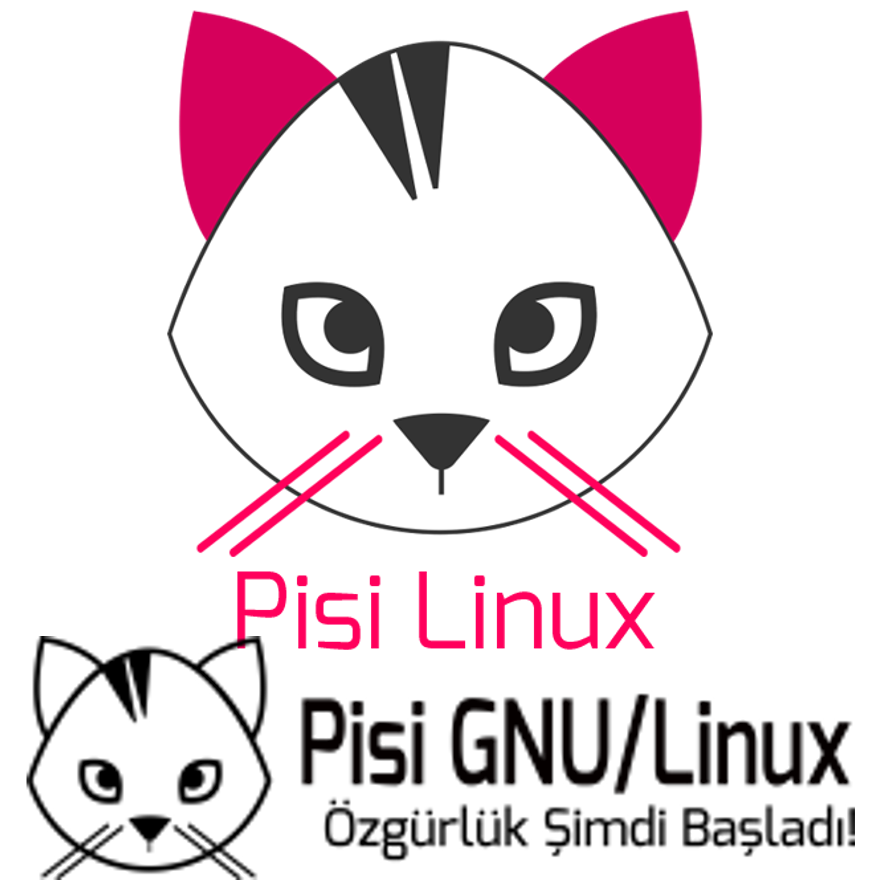 Pisi Linux
Pisi GNU/Linux
Özgürlük Şimdi Başladı!